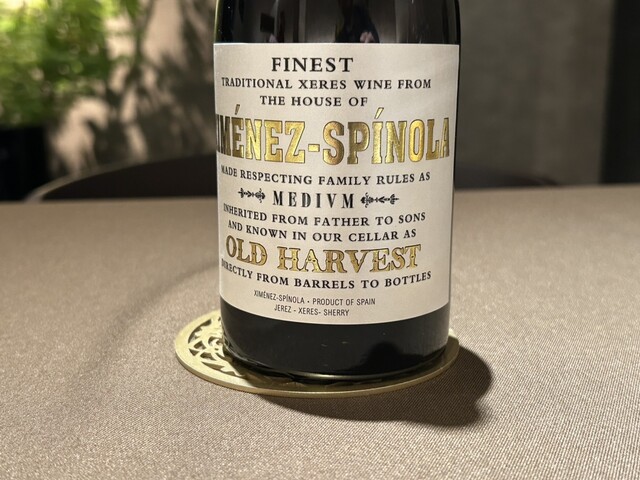 FINEST
TRADITIONAL XERES WINE FROM
THE HOUSE OF
XIMÉNEZ-SPÍNOLA
MADE RESPECTING FAMILY RULES AS
MEDIVM
INHERITED FROM FATHER TO SONS
AND KNOWN IN OUR CELLAR AS
OLD HARVEST
DIRECTLY FROM BARRELS TO BOTTLES
XIMÉNEZ-SPÍNOLA · PRODUCT OF SPAIN
JEREZ - XERES- SHERRY